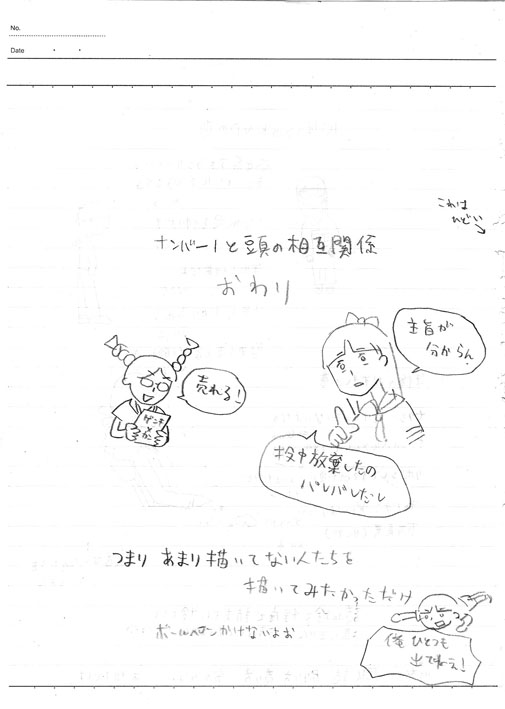 No.
Date
これは
ひどい
ナンバー1と頭の相互関係
おわり
主旨が
分からん
売れる!
投中放棄したの
バレバレだし
つまり あまり描いてない人たちを
描いてみたかっただけ
ボールペンかけないよお
俺ひとつも
出てねえ!